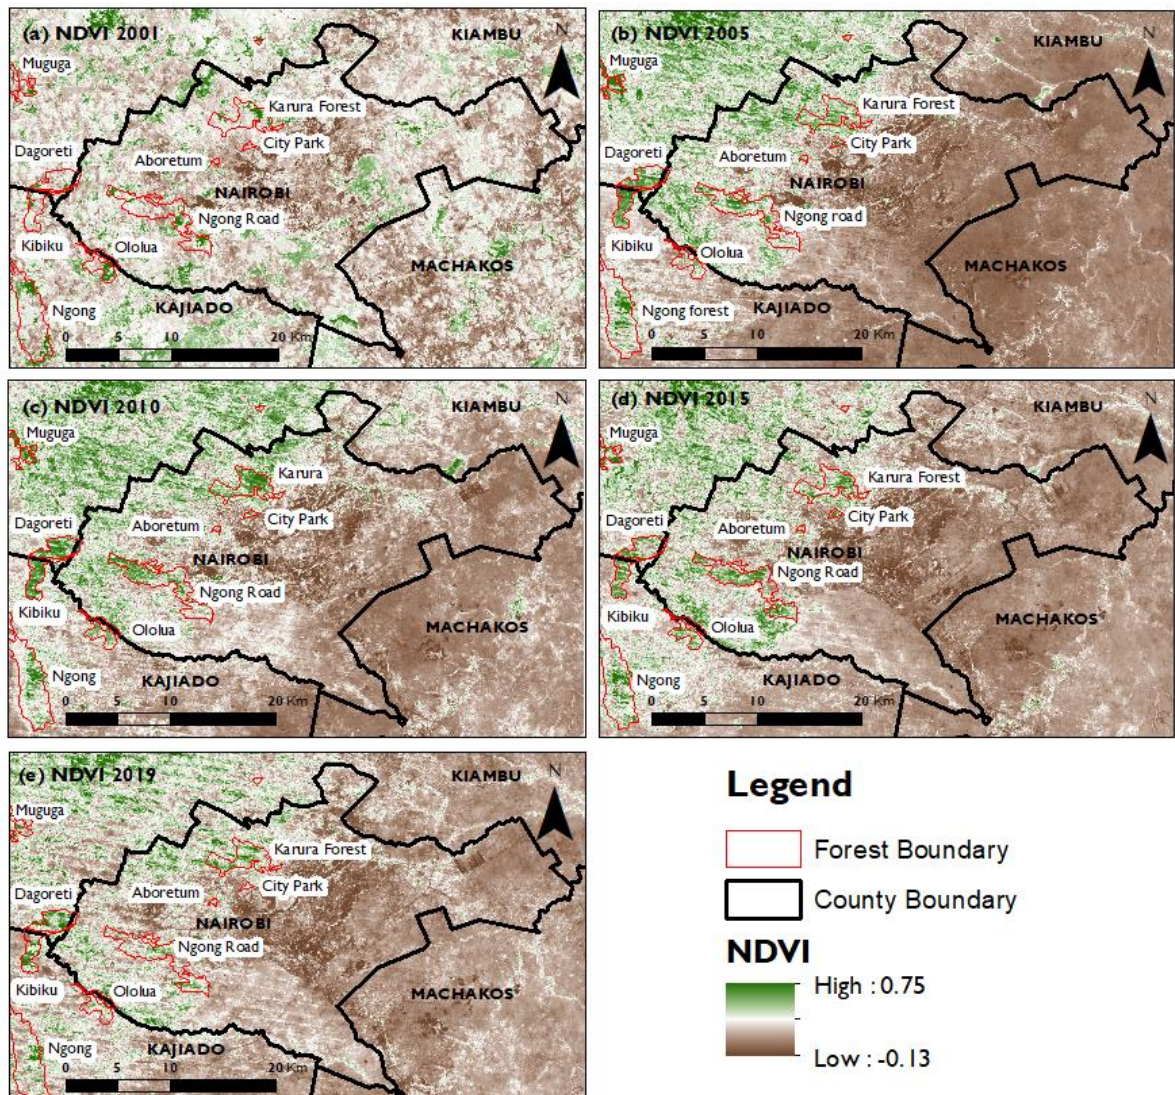 (a) NDVI 2001
KIAMBU
N
Muguga
Karura Forest
City Park
Dagoreti
Aboretum
NAIROBI
Ngong Road
Kibiku
Ololua
MACHAKOS
Ngong
KAJIADO
0 5 10 20 Km
(b) NDVI 2005
KIAMBU
N
Muguga
Karura Forest
City Park
Dagoreti
Aboretum
NAIROBI
Ngong road
Kibiku
Ololua
MACHAKOS
Ngong forest
KAJIADO
0 5 10 20 Km
(c) NDVI 2010
KIAMBU
N
Muguga
Karura
City Park
Dagoreti
Aboretum
NAIROBI
Ngong Road
Kibiku
Ololua
MACHAKOS
Ngong
KAJIADO
0 5 10 20 Km
(d) NDVI 2015
KIAMBU
N
Muguga
Karura Forest
City Park
Dagoreti
Aboretum
NAIROBI
Ngong Road
Kibiku
Ololua
MACHAKOS
Ngong
KAJIADO
0 5 10 20 Km
(e) NDVI 2019
KIAMBU
N
Muguga
Karura Forest
City Park
Dagoreti
Aboretum
NAIROBI
Ngong Road
Kibiku
Ololua
MACHAKOS
Ngong
KAJIADO
0 5 10 20 Km
Legend
Forest Boundary
County Boundary
NDVI
High : 0.75
Low : -0.13